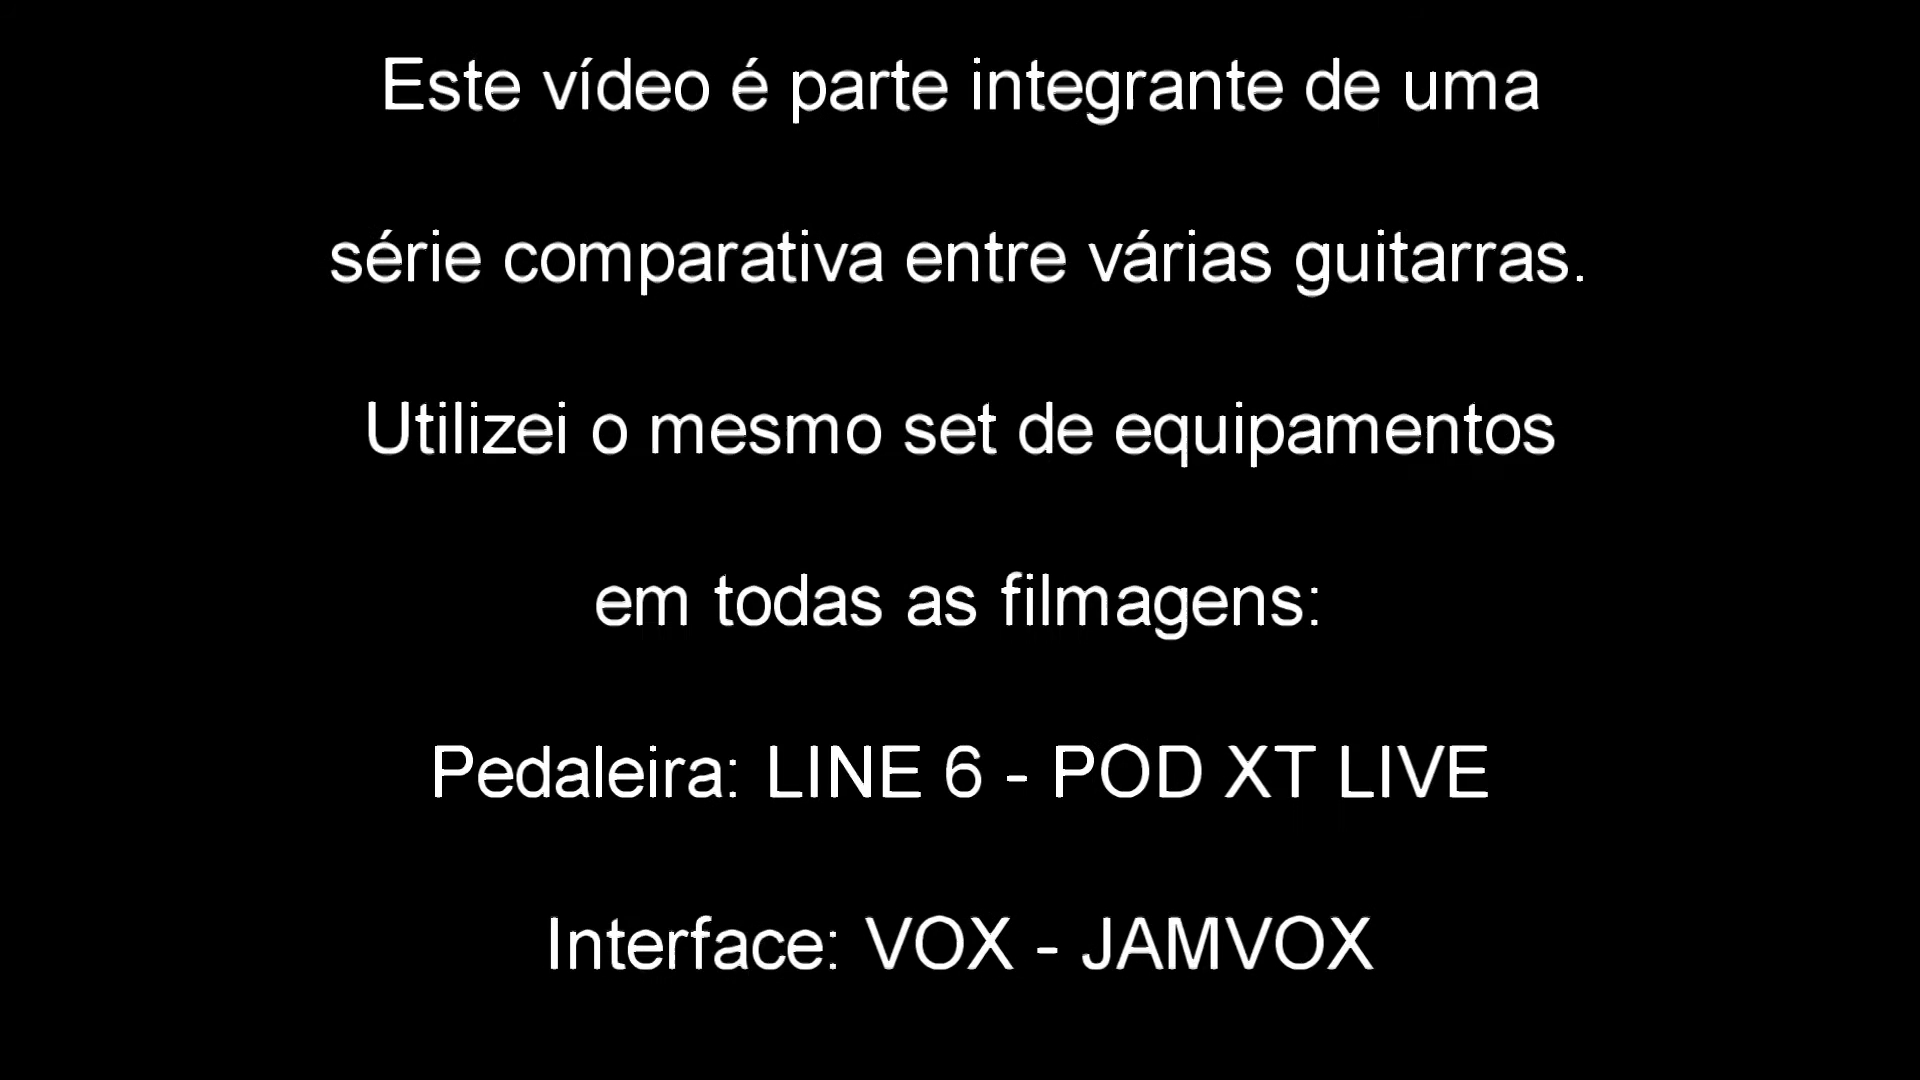 Este vídeo é parte integrante de uma
série comparativa entre várias guitarras.
Utilizei o mesmo set de equipamentos
em todas as filmagens:
Pedaleira: LINE 6 - POD XT LIVE
Interface: VOX - JAMVOX